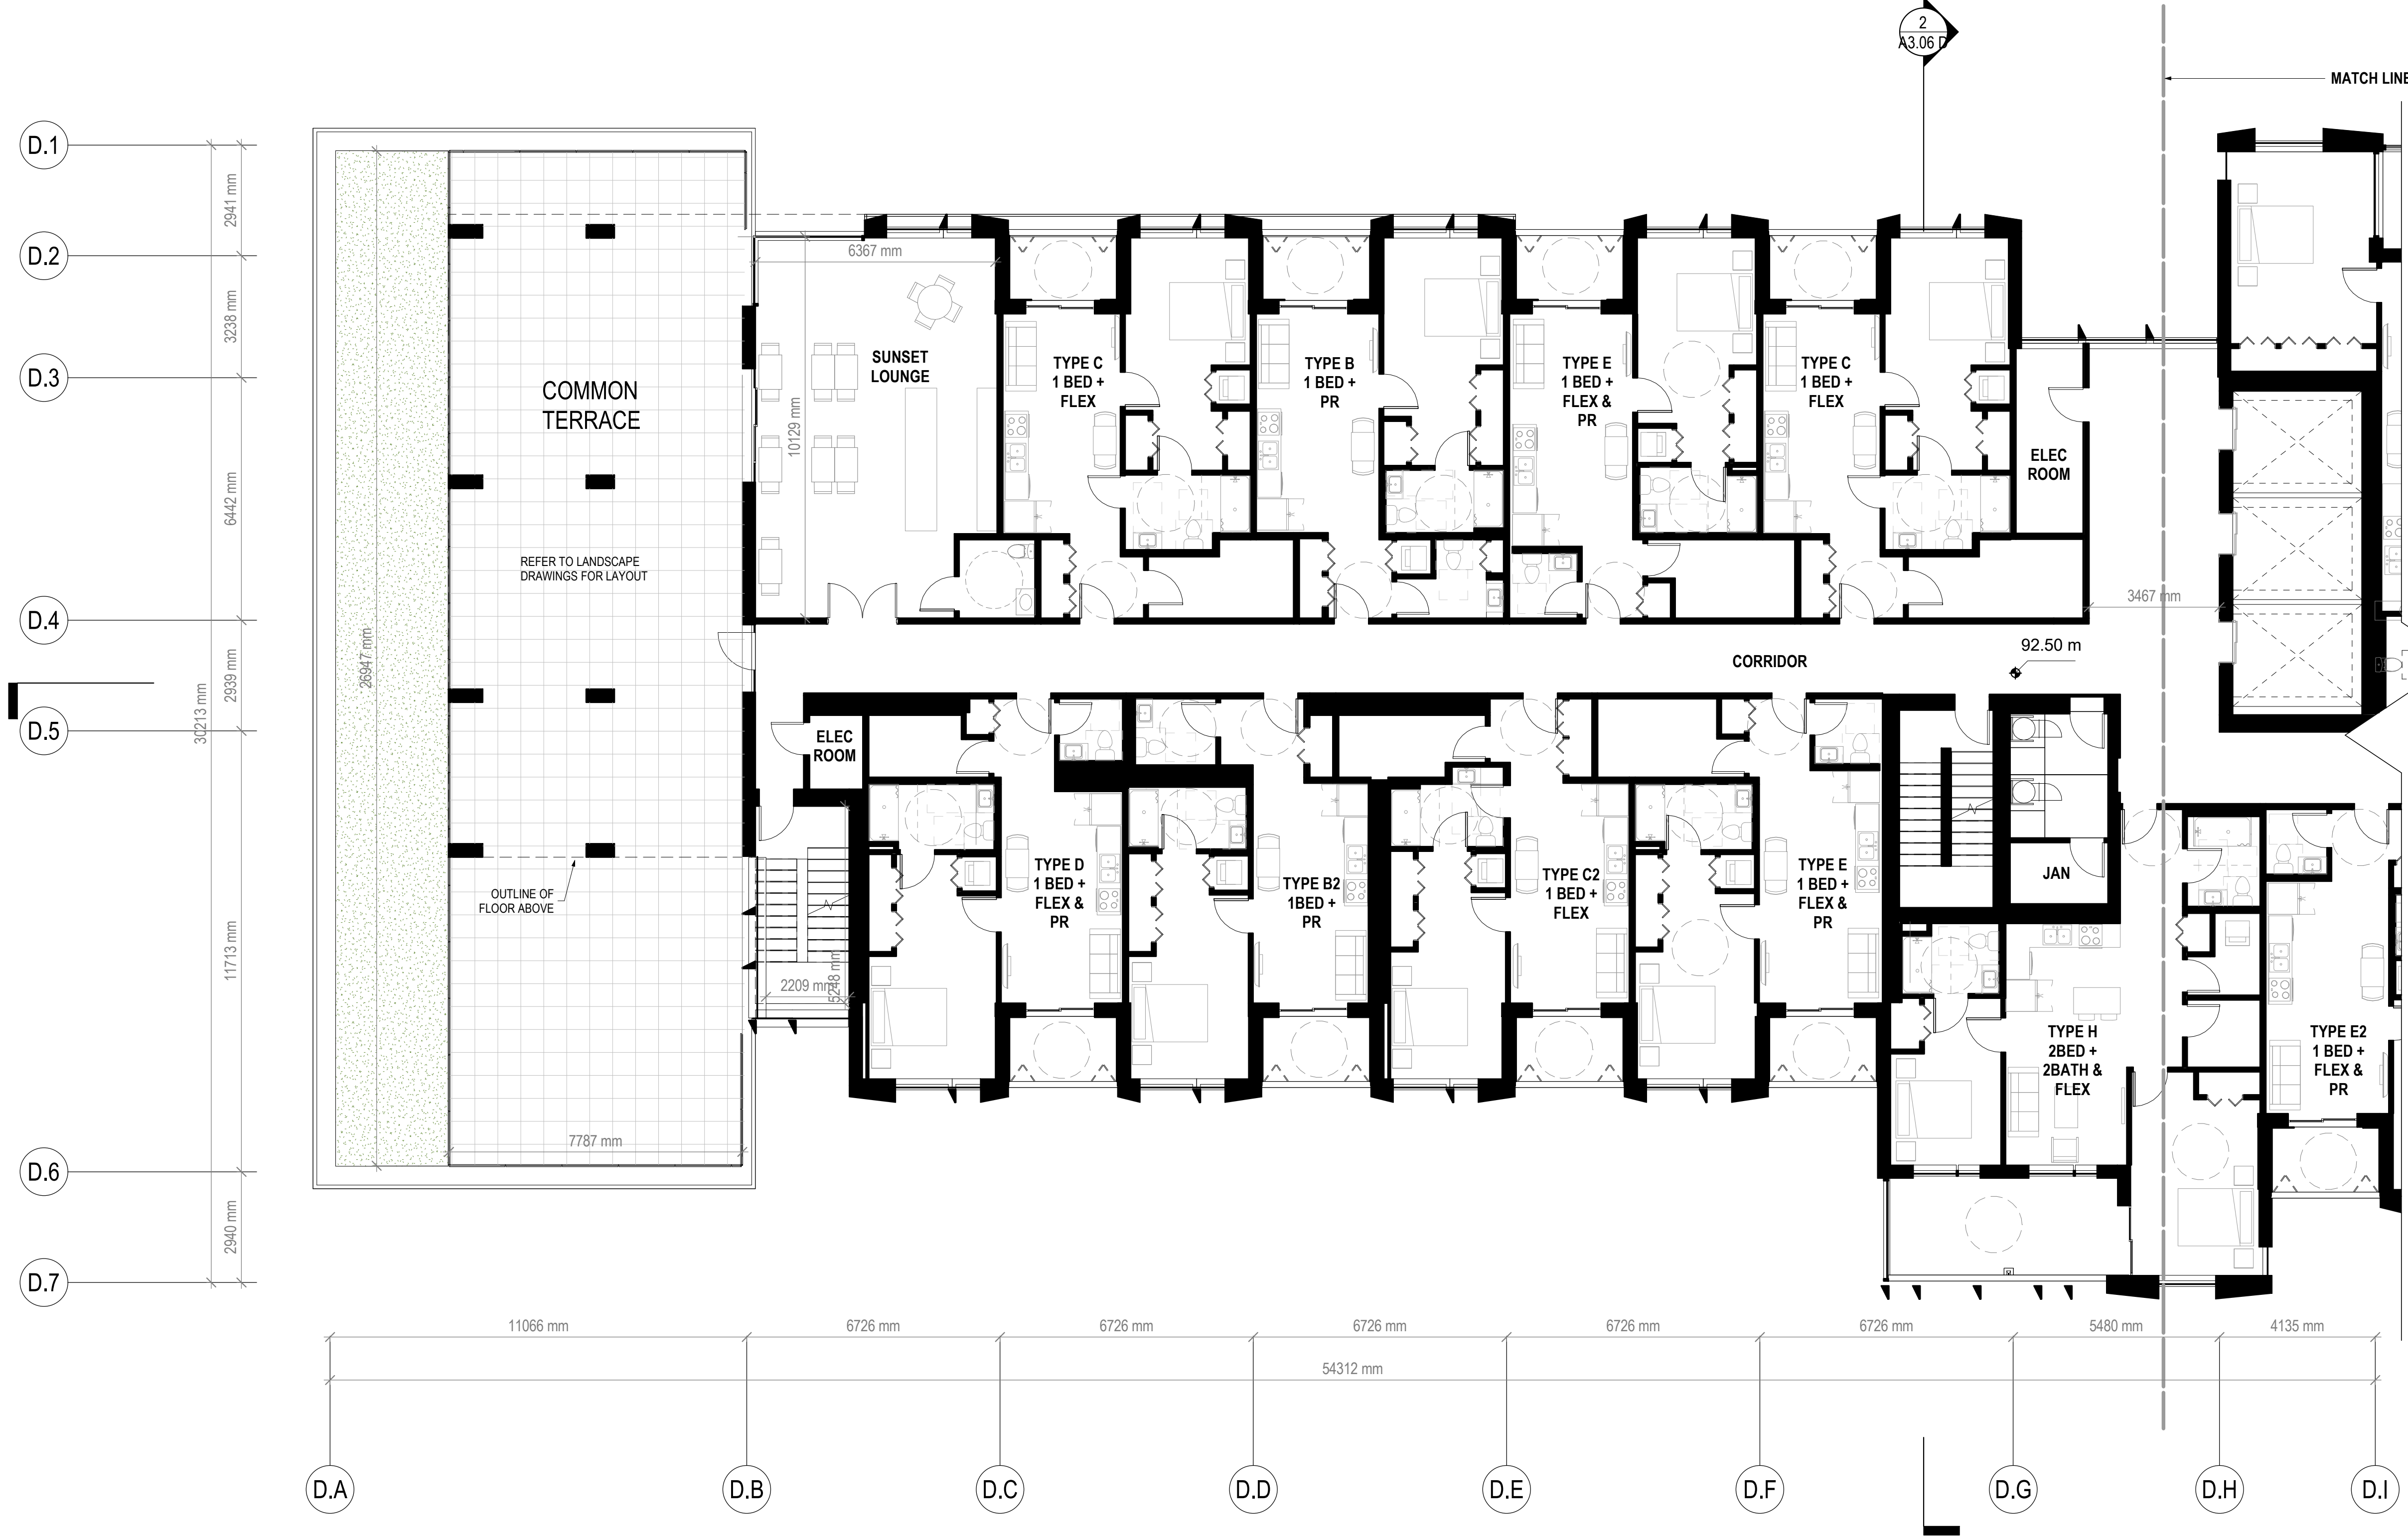 2
A3.06 D
MATCH LINE
D.1
D.2
D.3
D.4
D.5
D.6
D.7
2941 mm
3238 mm
6442 mm
2939 mm
11713 mm
2940 mm
30213 mm
26947 mm
COMMON
TERRACE
REFER TO LANDSCAPE
DRAWINGS FOR LAYOUT
OUTLINE OF
FLOOR ABOVE
7787 mm
6367 mm
10129 mm
SUNSET
LOUNGE
TYPE C
1 BED +
FLEX
TYPE B
1 BED +
PR
TYPE E
1 BED +
FLEX &
PR
TYPE C
1 BED +
FLEX
ELEC
ROOM
3467 mm
CORRIDOR
92.50 m
ELEC
ROOM
2209 mm
5248 mm
TYPE D
1 BED +
FLEX &
PR
TYPE B2
1BED +
PR
TYPE C2
1 BED +
FLEX
TYPE E
1 BED +
FLEX &
PR
JAN
TYPE H
2BED +
2BATH &
FLEX
TYPE E2
1 BED +
FLEX &
PR
11066 mm
6726 mm
6726 mm
6726 mm
6726 mm
6726 mm
5480 mm
4135 mm
54312 mm
D.A
D.B
D.C
D.D
D.E
D.F
D.G
D.H
D.I